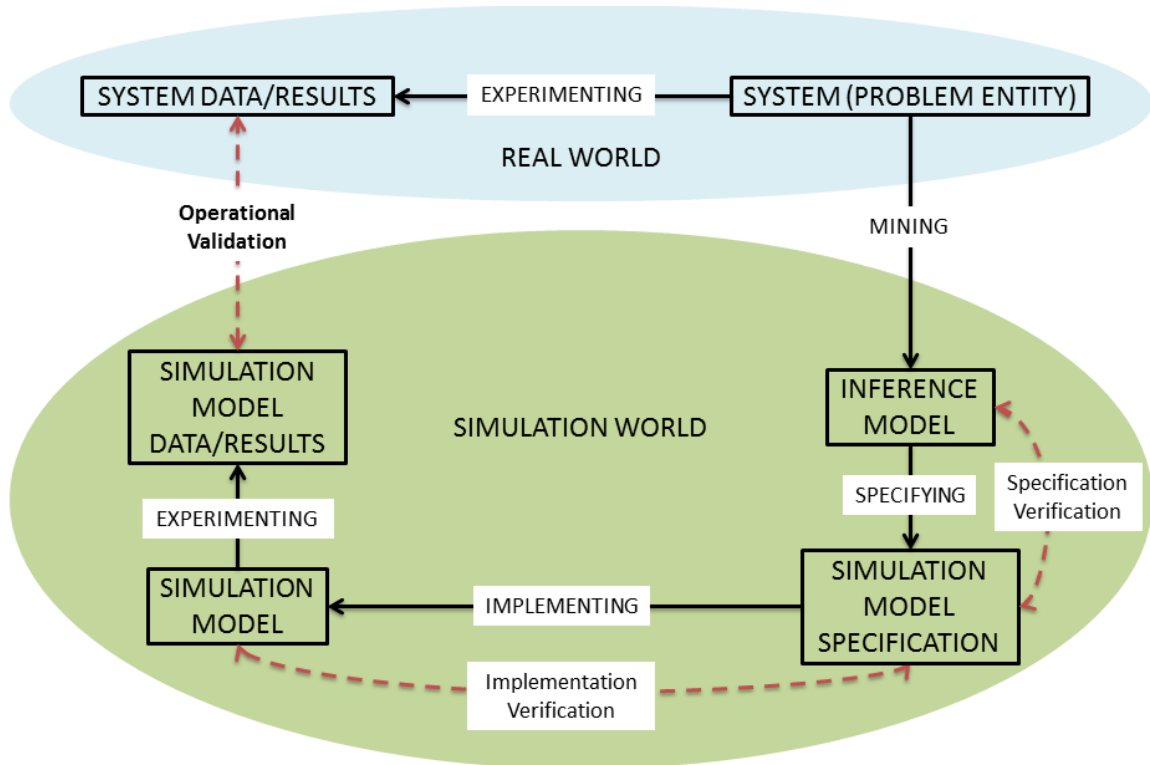 SYSTEM DATA/RESULTS
EXPERIMENTING
SYSTEM (PROBLEM ENTITY)
REAL WORLD
Operational
Validation
MINING
SIMULATION
MODEL
DATA/RESULTS
SIMULATION WORLD
INFERENCE
MODEL
EXPERIMENTING
SPECIFYING
Specification
Verification
SIMULATION
MODEL
IMPLEMENTING
SIMULATION
MODEL
SPECIFICATION
Implementation
Verification